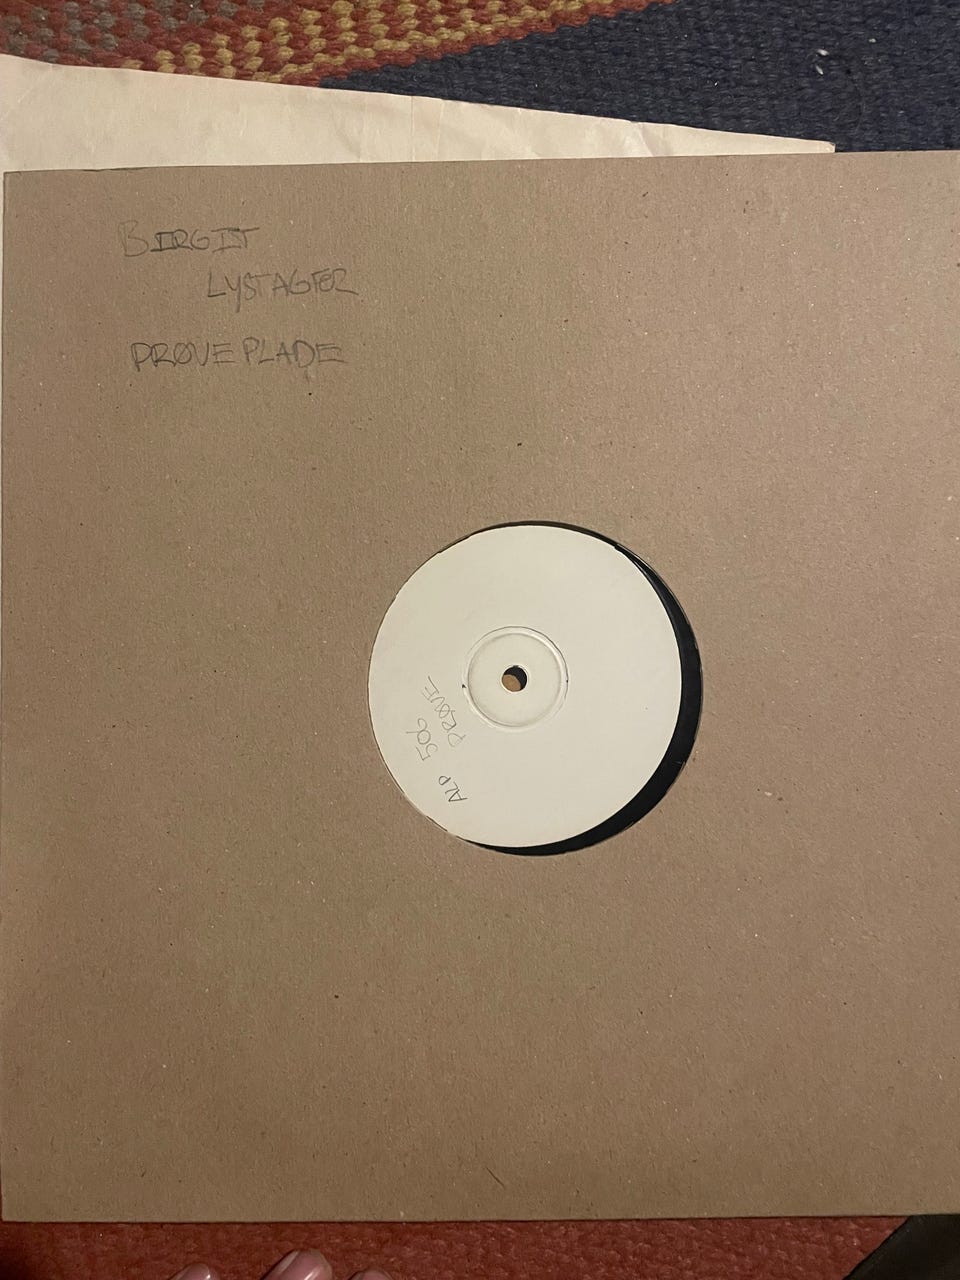 BIRGIT
LYSTAGER
PRØVEPLADE
ALP 506
PRØVE